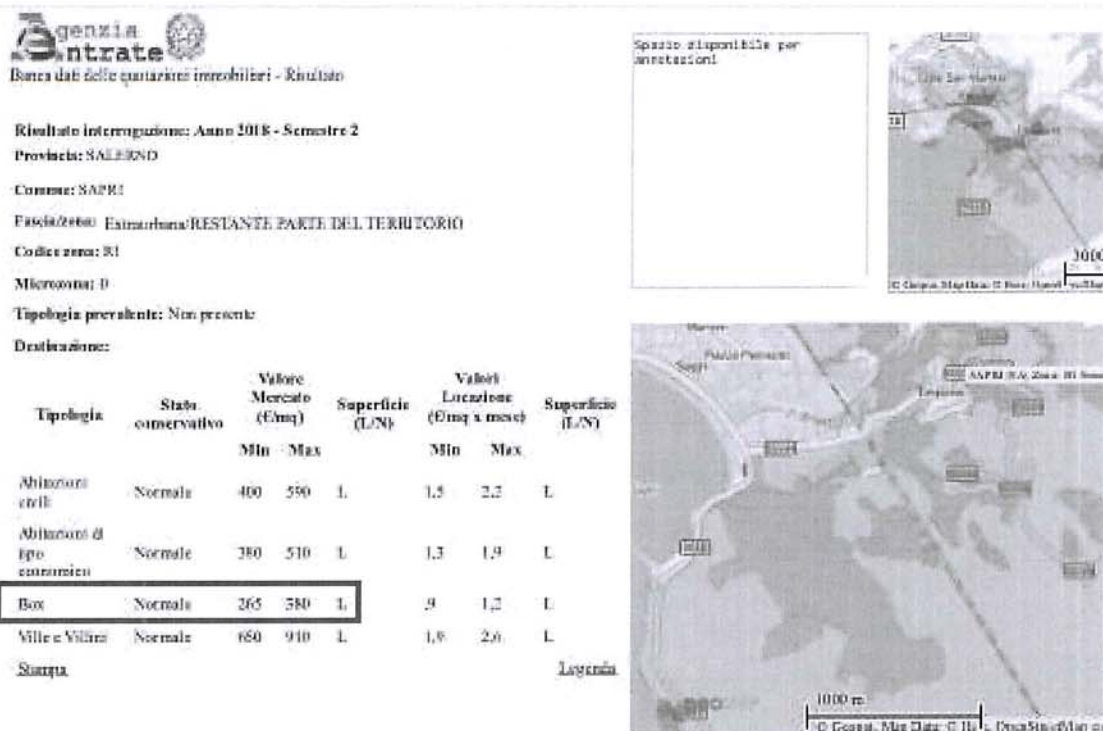 Agenzia
Entrate
Banca dati delle quotazioni immobiliari - Risultato
Spazio disponibile per
annotazioni
Risultato interrogazione: Anno 2018 - Semestre 2
Provincia: SALERNO
Comune: SAPRI
Fascia/zona: Extraurbana/RESTANTE PARTE DEL TERRITORIO
Codice zona: R1
Microzona: 0
Tipologia prevalente: Non presente
Destinazione:
Tipologia Stato conservativo Valore Mercato (€/mq) Superficie (L/N) Valori Locazione (€/mq x mese) Superficie (L/N)
Min Max Min Max
Abitazioni civili Normale 400 590 L 1,5 2,2 L
Abitazioni di tipo economico Normale 380 510 L 1,3 1,9 L
Box Normale 265 380 L ,9 1,2 L
Ville e Villini Normale 650 910 L 1,9 2,6 L
Stampa Legenda
3000
Sapri
1000 m